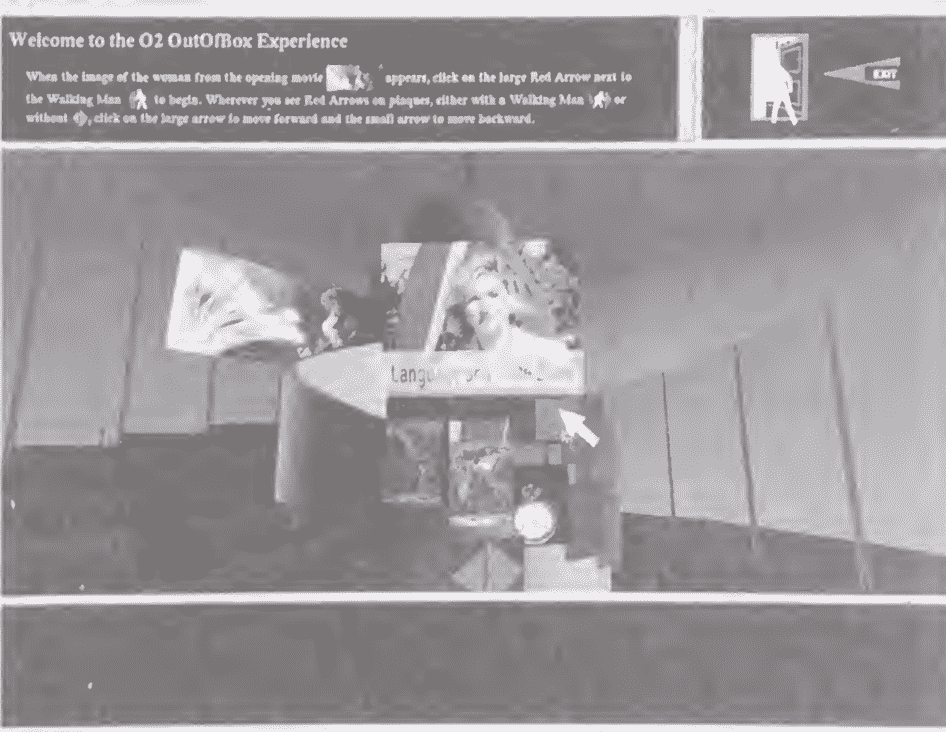 Welcome to the O2 OutOfBox Experience
When the image of the woman from the opening movie appears, click on the large Red Arrow next to
the Walking Man to begin. Wherever you see Red Arrows on plaques, either with a Walking Man or
without , click on the large arrow to move forward and the small arrow to move backward.
EXIT